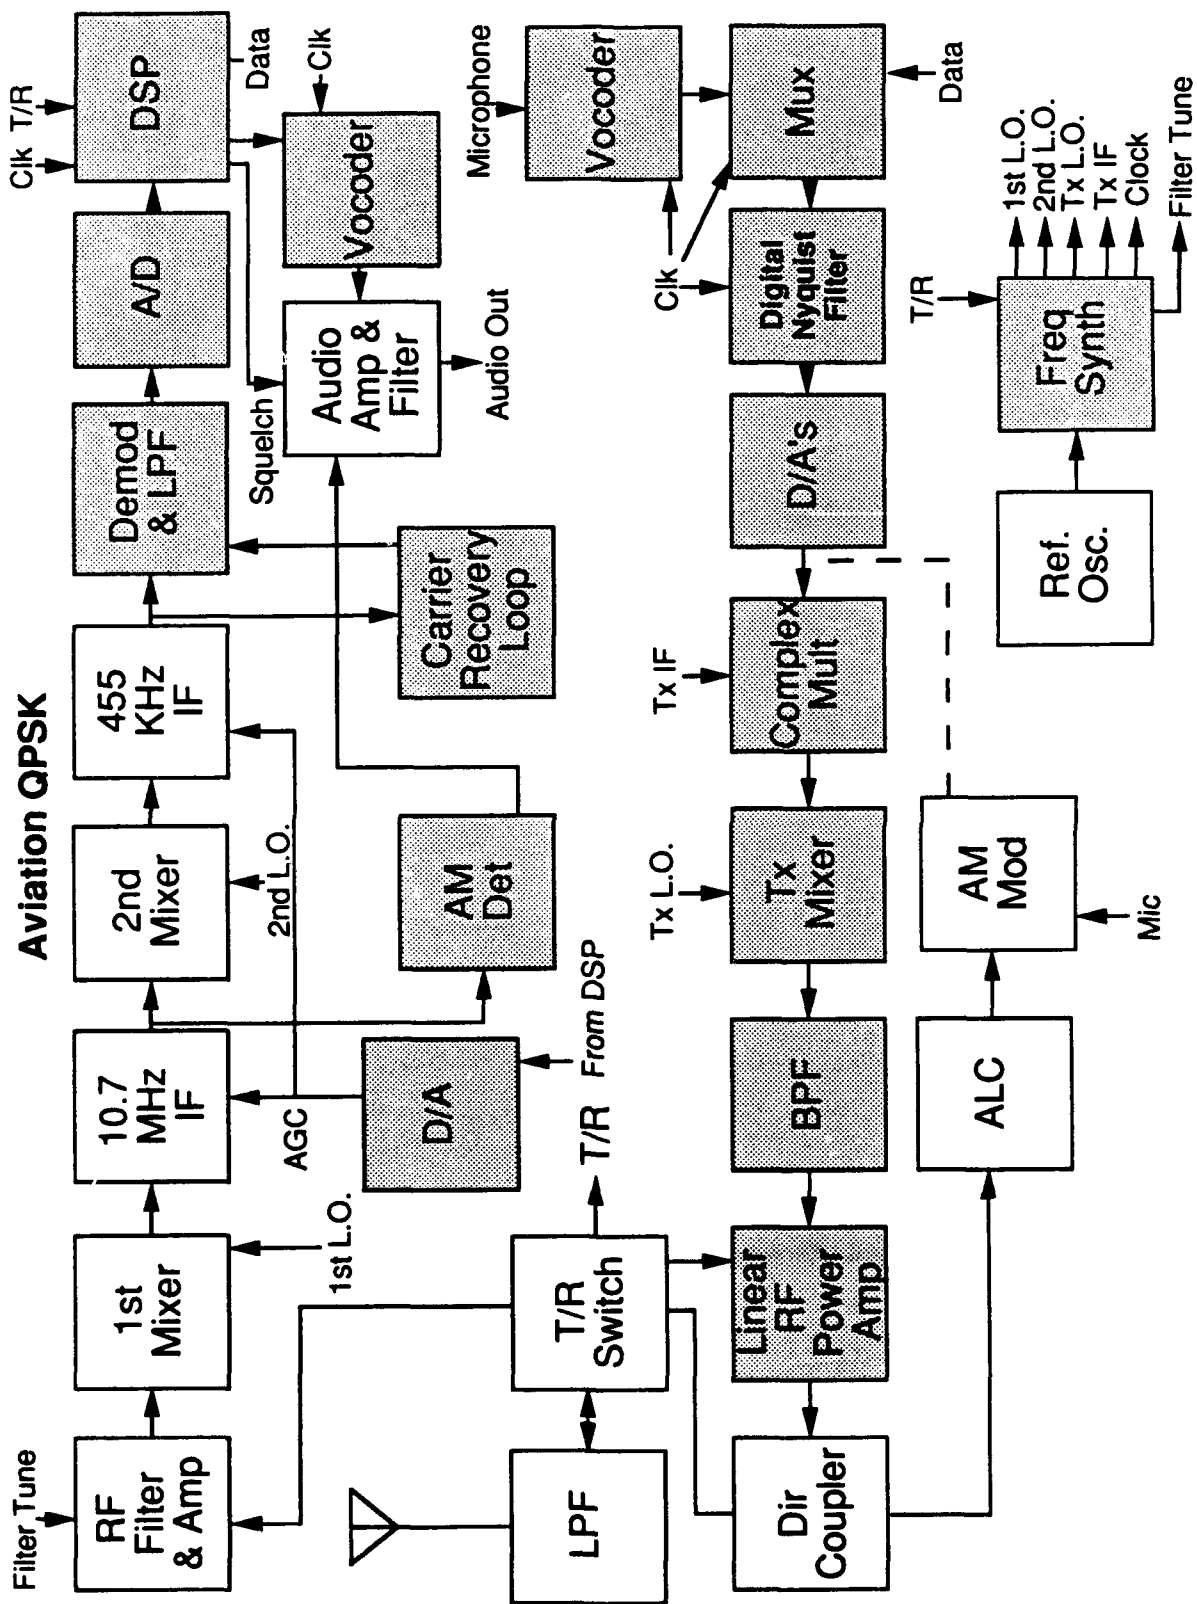 Aviation QPSK
Filter Tune
RF
Filter
& Amp
1st
Mixer
1st L.O.
10.7
MHz
IF
AGC
2nd
Mixer
2nd L.O.
455
KHz
IF
Demod
& LPF
A/D
DSP
Clk
T/R
Data
Squelch
Vocoder
Clk
Audio
Amp &
Filter
Audio Out
Carrier
Recovery
Loop
AM
Det
D/A
From DSP
T/R
T/R
Switch
LPF
Microphone
Vocoder
Mux
Data
Clk
Digital
Nyquist
Filter
D/A's
Complex
Mult
Tx IF
Tx
Mixer
Tx L.O.
BPF
Linear
RF
Power
Amp
Dir
Coupler
ALC
AM
Mod
Mic
Ref.
Osc.
Freq
Synth
T/R
1st L.O.
2nd L.O.
Tx L.O.
Tx IF
Clock
Filter Tune